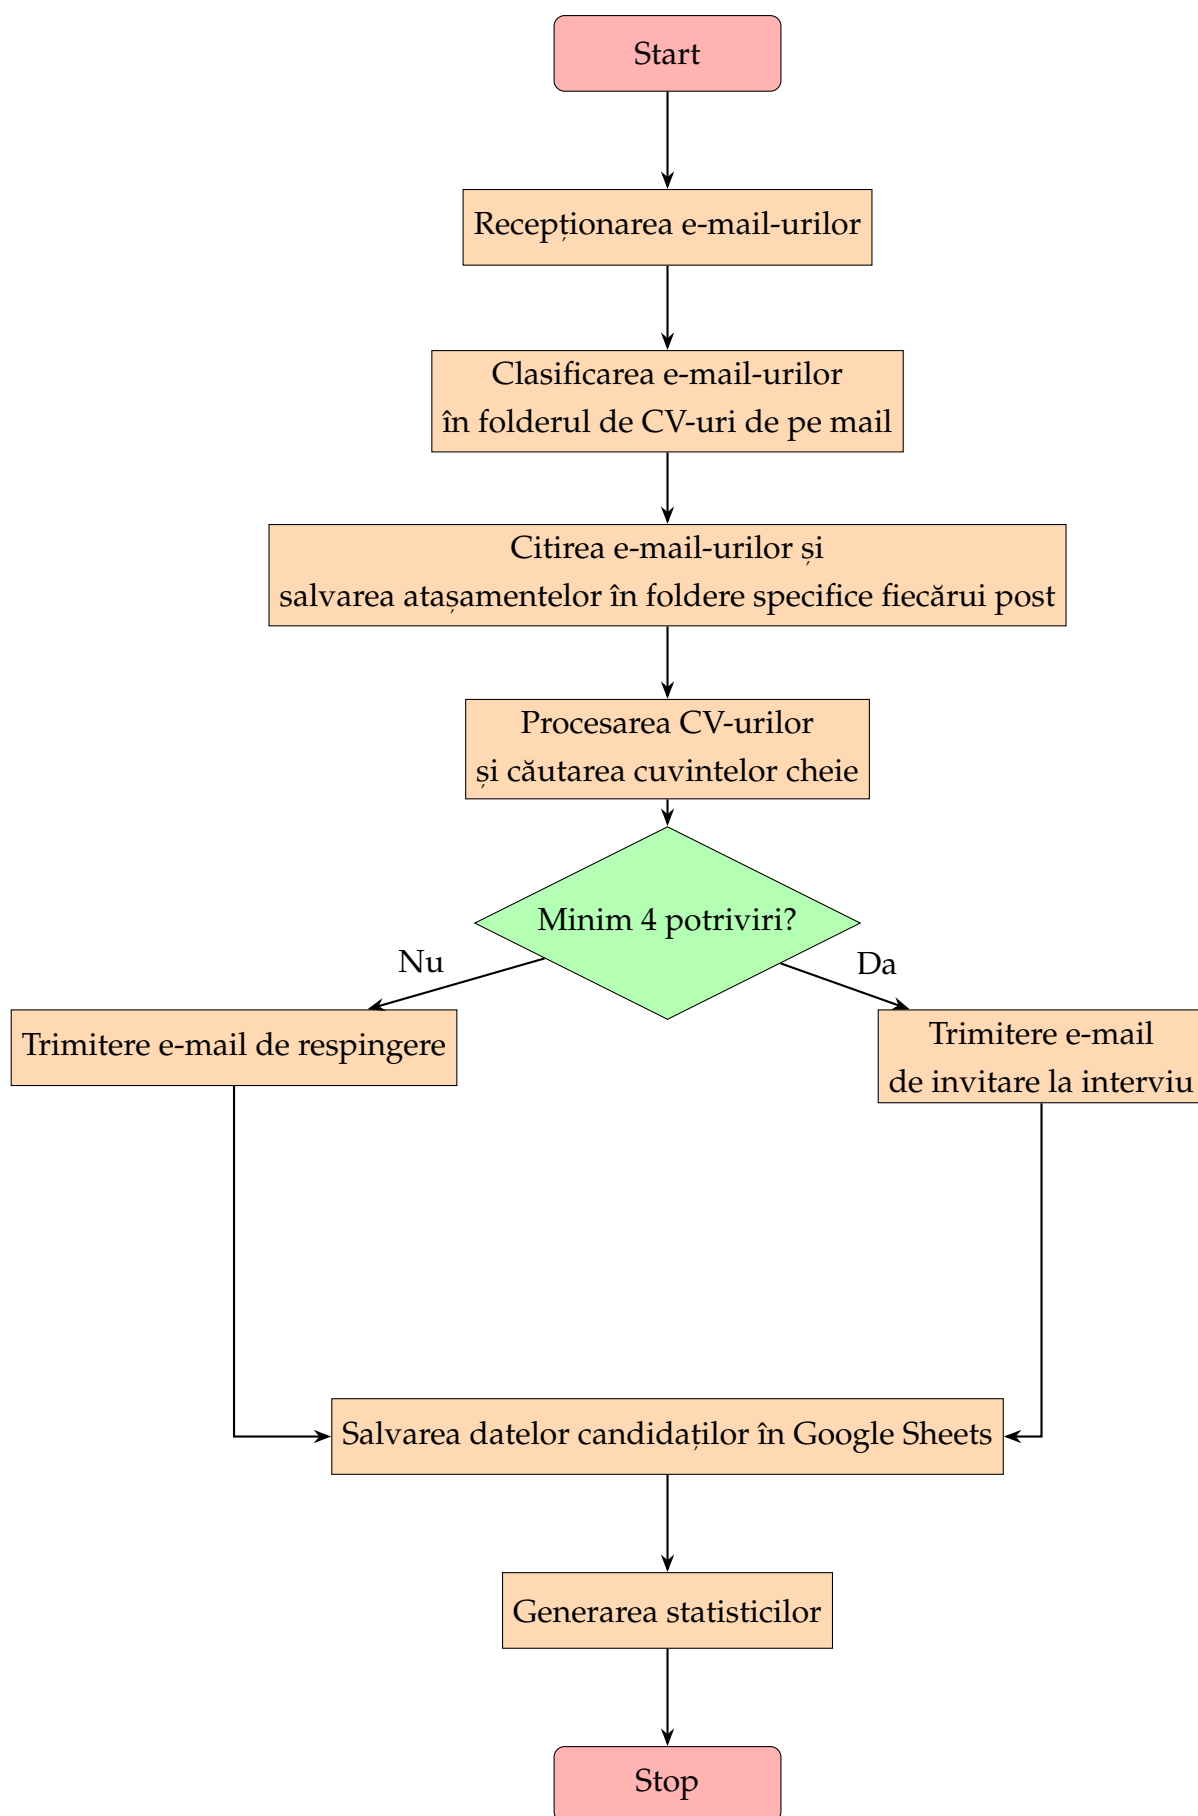 Start
Recepționarea e-mail-urilor
Clasificarea e-mail-urilor
în folderul de CV-uri de pe mail
Citirea e-mail-urilor și
salvarea atașamentelor în foldere specifice fiecărui post
Procesarea CV-urilor
și căutarea cuvintelor cheie
Minim 4 potriviri?
Nu
Da
Trimitere e-mail de respingere
Trimitere e-mail
de invitare la interviu
Salvarea datelor candidaților în Google Sheets
Generarea statisticilor
Stop